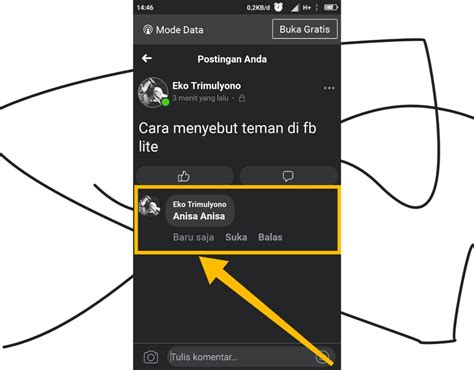 14:46
0,2KB/d
H+
Mode Data
Buka Gratis
Postingan Anda
Eko Trimulyono
3 menit yang lalu
Cara menyebut teman di fb
lite
Eko Trimulyono
Anisa Anisa
Baru saja Suka Balas
Tulis komentar...